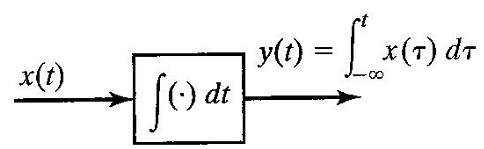 y(t) = ∫_{-∞}^{t} x(τ) dτ
x(t)
∫(·) dt